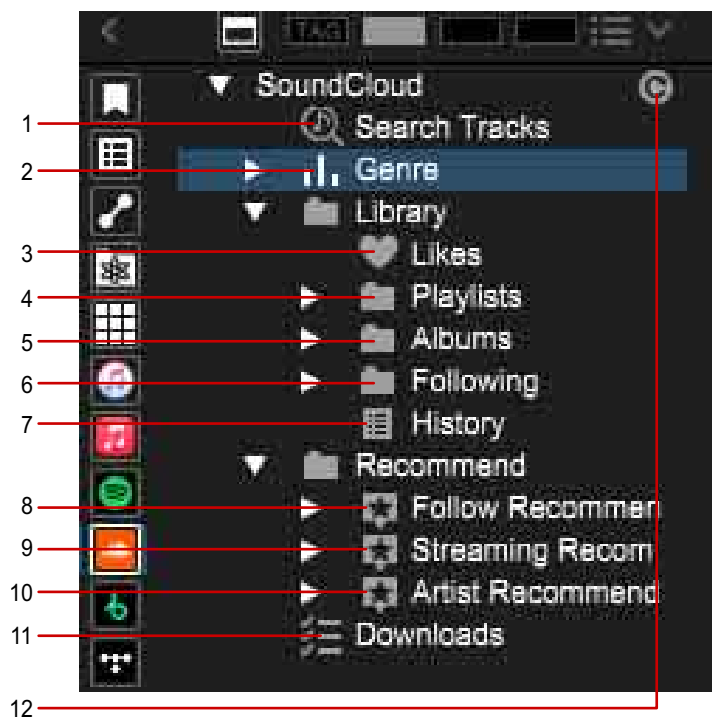 TAG
SoundCloud
1 Search Tracks
2 Genre
Library
3 Likes
4 Playlists
5 Albums
6 Following
7 History
Recommend
8 Follow Recommen
9 Streaming Recom
10 Artist Recommend
11 Downloads
12